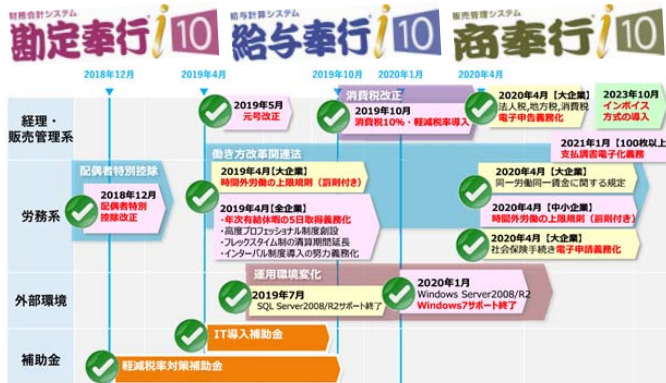 財務会計システム
勘定奉行i10
給与計算システム
給与奉行i10
販売管理システム
商奉行i10
2018年12月
2019年4月
2019年10月
2020年1月
2020年4月
経理・
販売管理系
2019年5月
元号改正
消費税改正
2019年10月
消費税10%・軽減税率導入
2020年4月【大企業】
法人税,地方税,消費税
電子申告義務化
2023年10月
インボイス
方式の導入
2021年1月【100枚以上
支払調書電子化義務
労務系
配偶者特別控除
2018年12月
配偶者特別
控除改正
働き方改革関連法
2019年4月【大企業】
時間外労働の上限規則(罰則付き)
2019年4月【全企業】
・年次有給休暇の5日取得義務化
・高度プロフェッショナル制度創設
・フレックスタイム制の清算期間延長
・インターバル制度導入の努力義務化
2020年4月【大企業】
同一労働同一賃金に関する規定
2020年4月【中小企業】
時間外労働の上限規則(罰則付き)
2020年4月【大企業】
社会保険手続き電子申請義務化
外部環境
運用環境変化
2019年7月
SQL Server2008/R2サポート終了
2020年1月
Windows Server2008/R2
Windows7サポート終了
補助金
IT導入補助金
軽減税率対策補助金